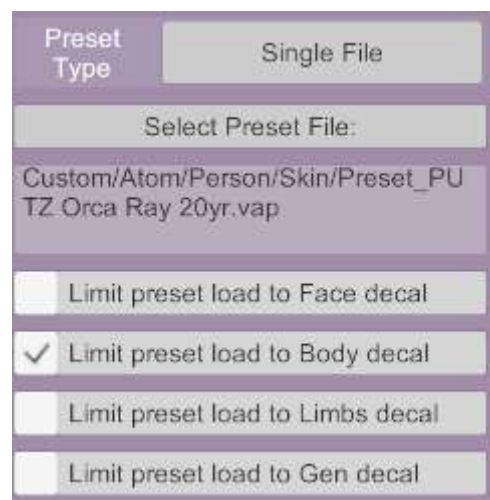 Preset
Type
Single File
Select Preset File:
Custom/Atom/Person/Skin/Preset_PU
TZ Orca Ray 20yr.vap
Limit preset load to Face decal
Limit preset load to Body decal
Limit preset load to Limbs decal
Limit preset load to Gen decal